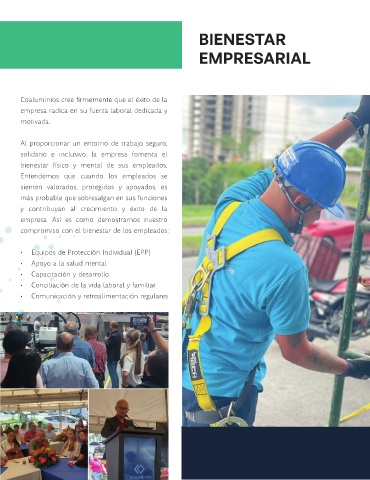 BIENESTAR
EMPRESARIAL
Coaluminios cree firmemente que el éxito de la
empresa radica en su fuerza laboral dedicada y
motivada.
Al proporcionar un entorno de trabajo seguro,
solidario e inclusivo, la empresa fomenta el
bienestar físico y mental de sus empleados.
Entendemos que cuando los empleados se
sienten valorados, protegidos y apoyados, es
más probable que sobresalgan en sus funciones
y contribuyan al crecimiento y éxito de la
empresa. Así es como demostramos nuestro
compromiso con el bienestar de los empleados:
• Equipos de Protección Individual (EPP)
• Apoyo a la salud mental
• Capacitación y desarrollo
• Conciliación de la vida laboral y familiar
• Comunicación y retroalimentación regulares